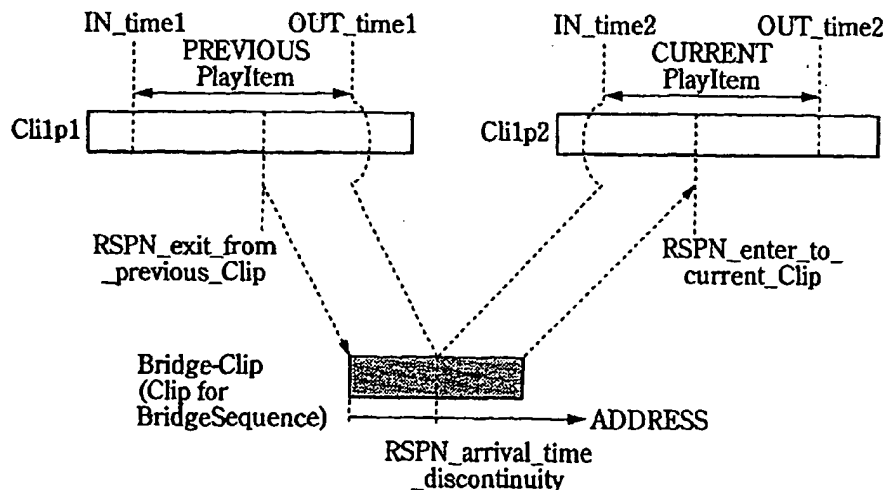 IN_time1
OUT_time1
IN_time2
OUT_time2
PREVIOUS
PlayItem
CURRENT
PlayItem
Cli1p1
Cli1p2
RSPN_exit_from
_previous_Clip
RSPN_enter_to_
current_Clip
Bridge-Clip
(Clip for
BridgeSequence)
ADDRESS
RSPN_arrival_time
_discontinuity